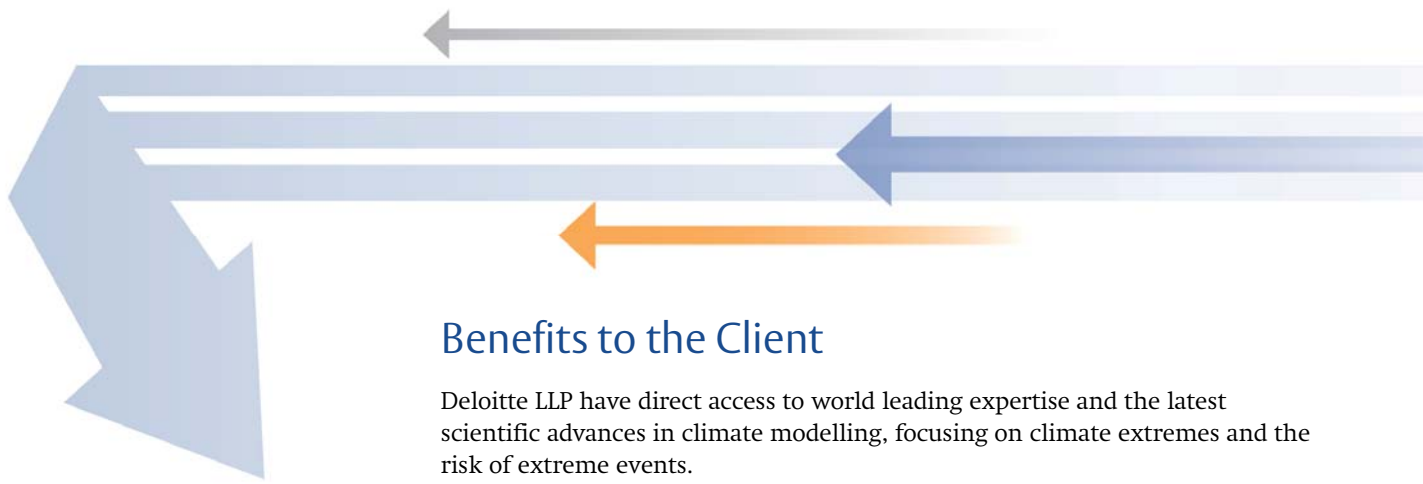 Benefits to the Client
Deloitte LLP have direct access to world leading expertise and the latest
scientific advances in climate modelling, focusing on climate extremes and the
risk of extreme events.